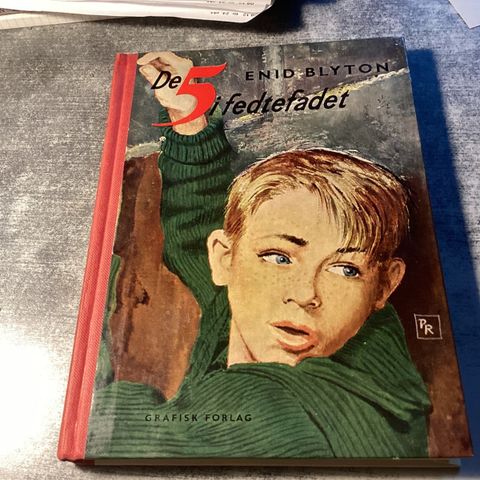 De 5 ENID BLYTON
i fedtefadet
PR
GRAFISK FORLAG